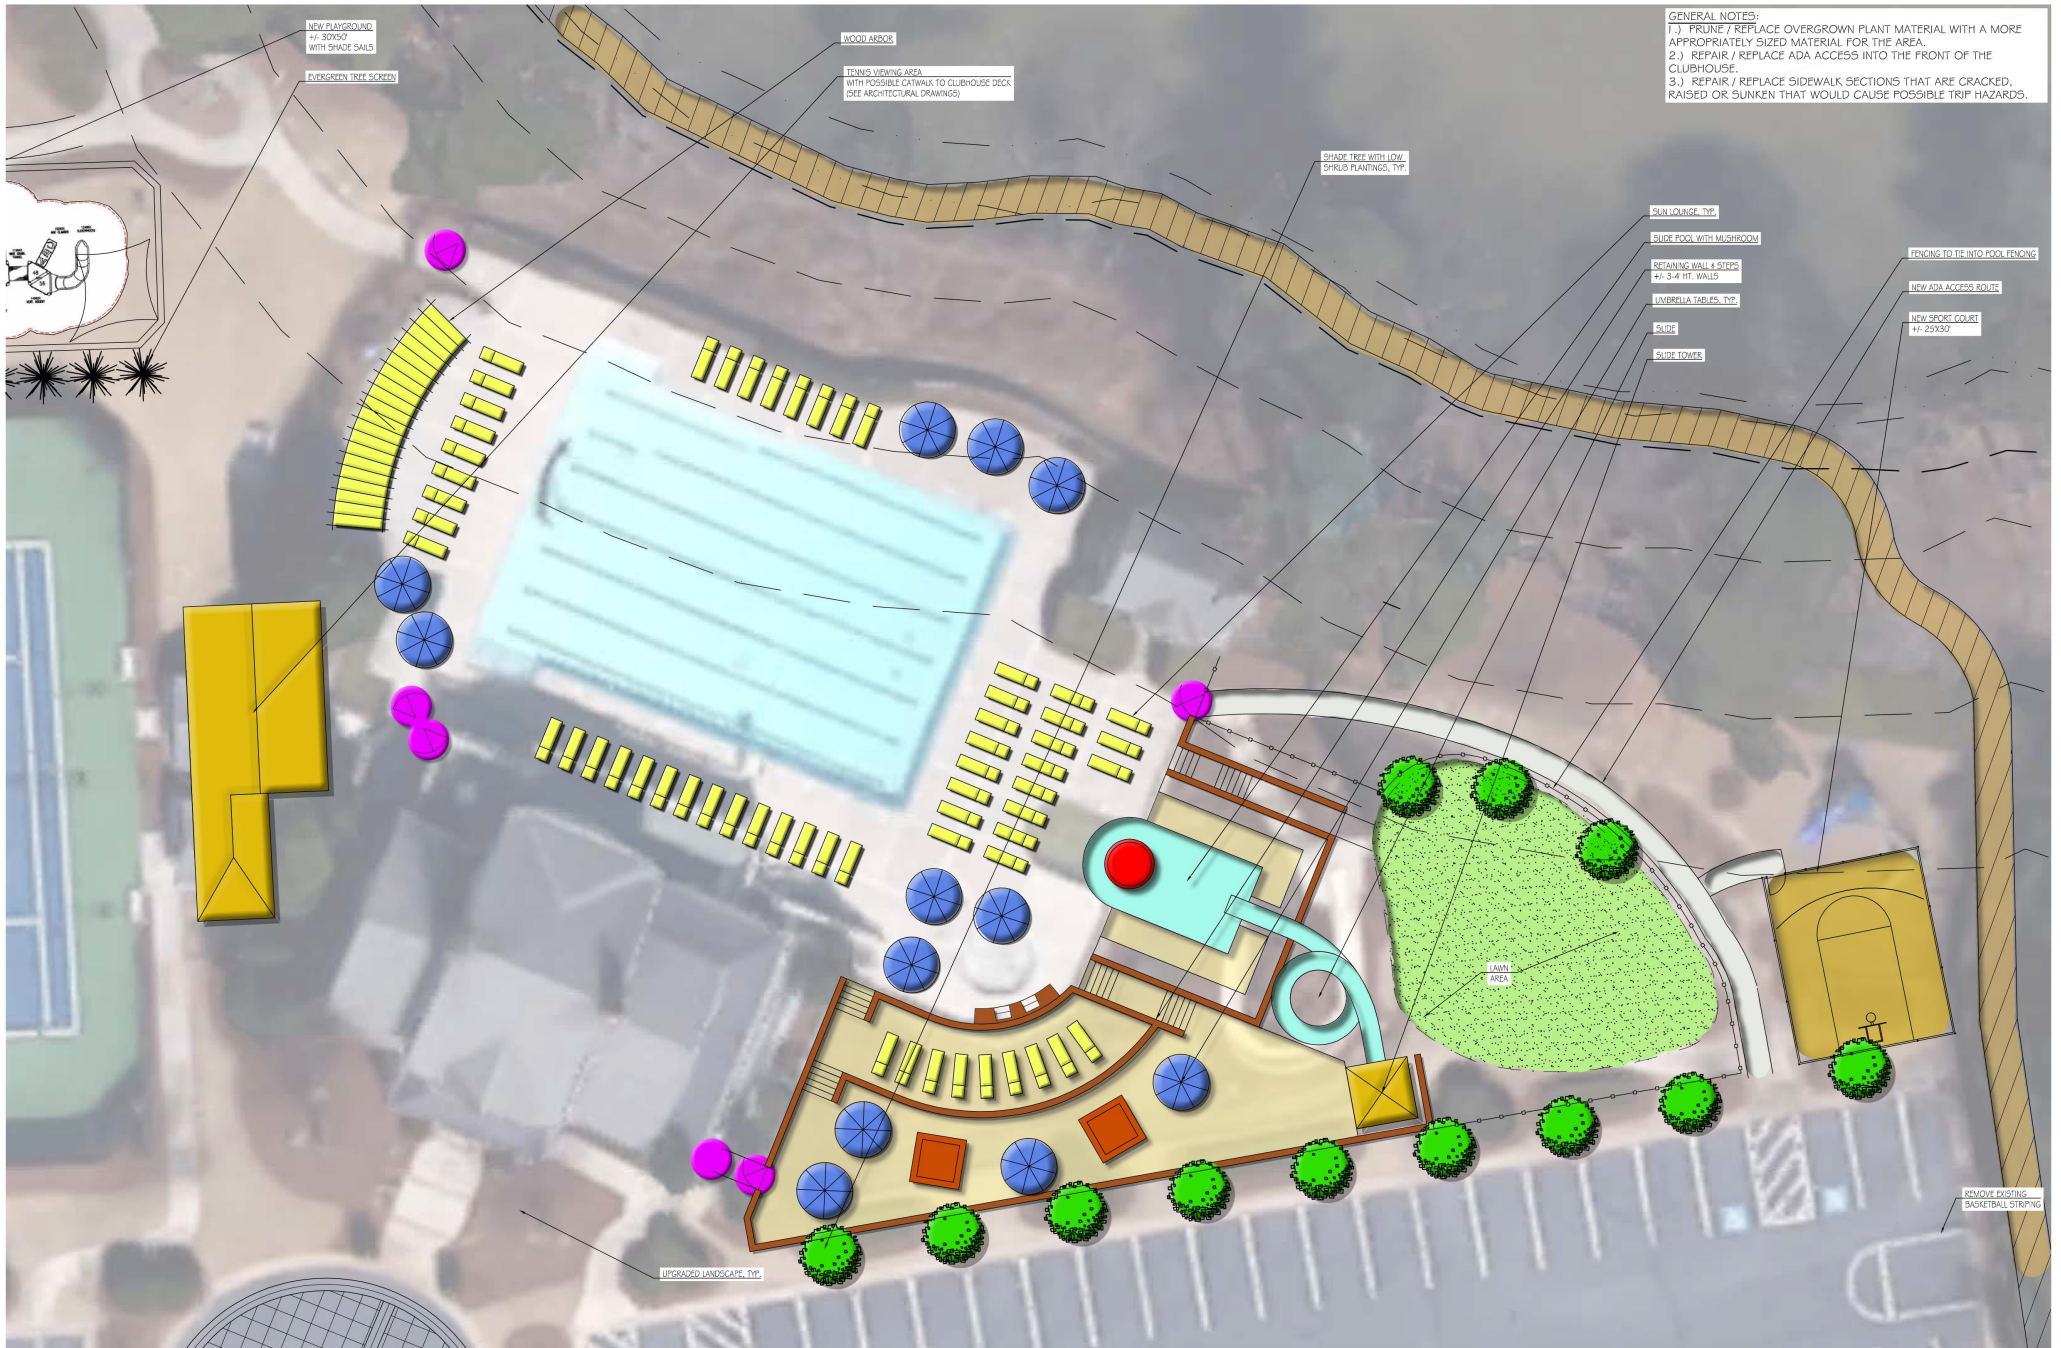 NEW PLAYGROUND
+/- 30'X50'
WITH SHADE SAILS
EVERGREEN TREE SCREEN
WOOD ARBOR
TENNIS VIEWING AREA
WITH POSSIBLE CATWALK TO CLUBHOUSE DECK
(SEE ARCHITECTURAL DRAWINGS)
GENERAL NOTES:
1.) PRUNE / REPLACE OVERGROWN PLANT MATERIAL WITH A MORE
APPROPRIATELY SIZED MATERIAL FOR THE AREA.
2.) REPAIR / REPLACE ADA ACCESS INTO THE FRONT OF THE
CLUBHOUSE.
3.) REPAIR / REPLACE SIDEWALK SECTIONS THAT ARE CRACKED,
RAISED OR SUNKEN THAT WOULD CAUSE POSSIBLE TRIP HAZARDS.
SHADE TREE WITH LOW
SHRUB PLANTINGS, TYP.
SUN LOUNGE, TYP.
SLIDE POOL WITH MUSHROOM
RETAINING WALL & STEPS
+/- 3-4' HT. WALLS
UMBRELLA TABLES, TYP.
SLIDE
SLIDE TOWER
FENCING TO TIE INTO POOL FENCING
NEW ADA ACCESS ROUTE
NEW SPORT COURT
+/- 25'X30'
LAWN
AREA
REMOVE EXISTING
BASKETBALL STRIPING
UPGRADED LANDSCAPE, TYP.